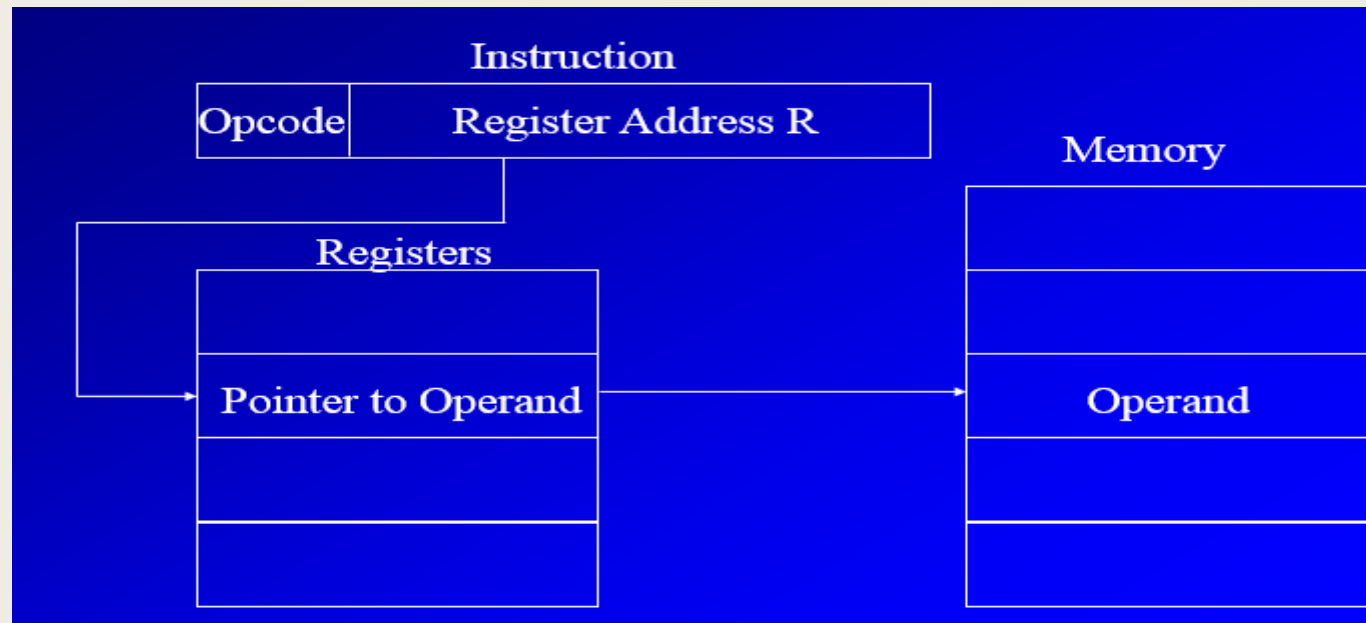 Instruction
Opcode Register Address R
Memory
Registers
Pointer to Operand Operand